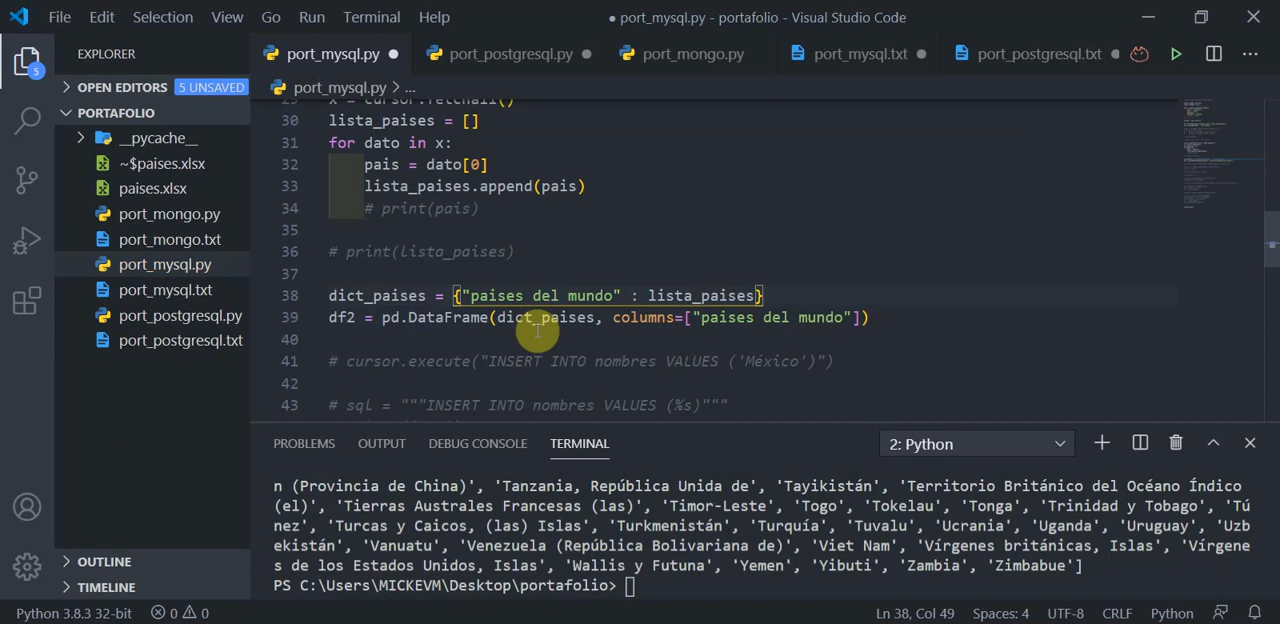 File Edit Selection View Go Run Terminal Help
● port_mysql.py - portafolio - Visual Studio Code
EXPLORER
OPEN EDITORS 5 UNSAVED
PORTAFOLIO
__pycache__
~$paises.xlsx
paises.xlsx
port_mongo.py
port_mongo.txt
port_mysql.py
port_mysql.txt
port_postgresql.py
port_postgresql.txt
OUTLINE
TIMELINE
5
port_mysql.py ● port_postgresql.py ● port_mongo.py port_mysql.txt ● port_postgresql.txt ●
port_mysql.py > ...
29 x = cursor.fetchall()
30 lista_paises = []
31 for dato in x:
32 pais = dato[0]
33 lista_paises.append(pais)
34 # print(pais)
35
36 # print(lista_paises)
37
38 dict_paises = {"paises del mundo" : lista_paises}
39 df2 = pd.DataFrame(dict_paises, columns=["paises del mundo"])
40
41 # cursor.execute("INSERT INTO nombres VALUES ('México')")
42
43 # sql = """INSERT INTO nombres VALUES (%s)"""
PROBLEMS OUTPUT DEBUG CONSOLE TERMINAL 2: Python
n (Provincia de China)', 'Tanzania, República Unida de', 'Tayikistán', 'Territorio Británico del Océano Índico
(el)', 'Tierras Australes Francesas (las)', 'Timor-Leste', 'Togo', 'Tokelau', 'Tonga', 'Trinidad y Tobago', 'Tú
nez', 'Turcas y Caicos, (las) Islas', 'Turkmenistán', 'Turquía', 'Tuvalu', 'Ucrania', 'Uganda', 'Uruguay', 'Uzb
ekistán', 'Vanuatu', 'Venezuela (República Bolivariana de)', 'Viet Nam', 'Vírgenes británicas, Islas', 'Vírgene
s de los Estados Unidos, Islas', 'Wallis y Futuna', 'Yemen', 'Yibuti', 'Zambia', 'Zimbabue']
PS C:\Users\MICKEVM\Desktop\portafolio>
Python 3.8.3 32-bit 0 0 Ln 38, Col 49 Spaces: 4 UTF-8 CRLF Python